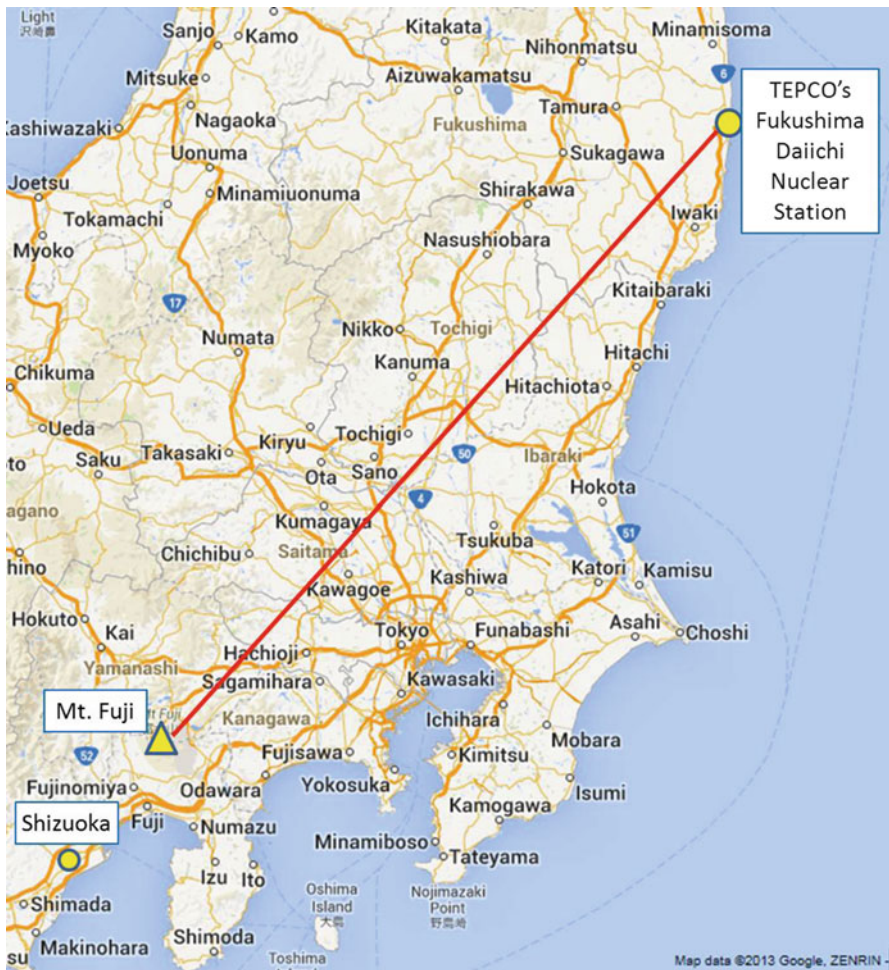 Light
Sanjo
Kamo
Kitakata
Minamisoma
Nihonmatsu
Mitsuke
Aizuwakamatsu
6
TEPCO's
Fukushima
Daiichi
Nuclear
Station
Nagaoka
Tamura
Kashiwazaki
Fukushima
Uonuma
Sukagawa
Joetsu
Minamiuonuma
Shirakawa
Tokamachi
Iwaki
Myoko
Nasushiobara
Kitaibaraki
17
Numata
Nikko
Tochigi
Hitachi
Chikuma
Kanuma
Hitachiota
Ueda
Takasaki
Kiryu
Tochigi
50
Ibaraki
Saku
Ota
Sano
4
Hokota
agano
Kumagaya
51
Tsukuba
Chichibu
Saitama
hino
Kawagoe
Kashiwa
Katori
Kamisu
Hokuto
Kai
Tokyo
Funabashi
Asahi
Choshi
Yamanashi
Hachioji
Sagamihara
Kawasaki
Mt. Fuji
Mt Fuji
Kanagawa
Ichihara
52
Fujisawa
Kimitsu
Mobara
Fujinomiya
Odawara
Yokosuka
Isumi
Shizuoka
Fuji
Numazu
Kamogawa
Minamiboso
Izu
Ito
Tateyama
Oshima
Island
大島
Nojimazaki
Point
野島崎
Shimada
Makinohara
Shimoda
Toshima
su
Map data ©2013 Google, ZENRIN -